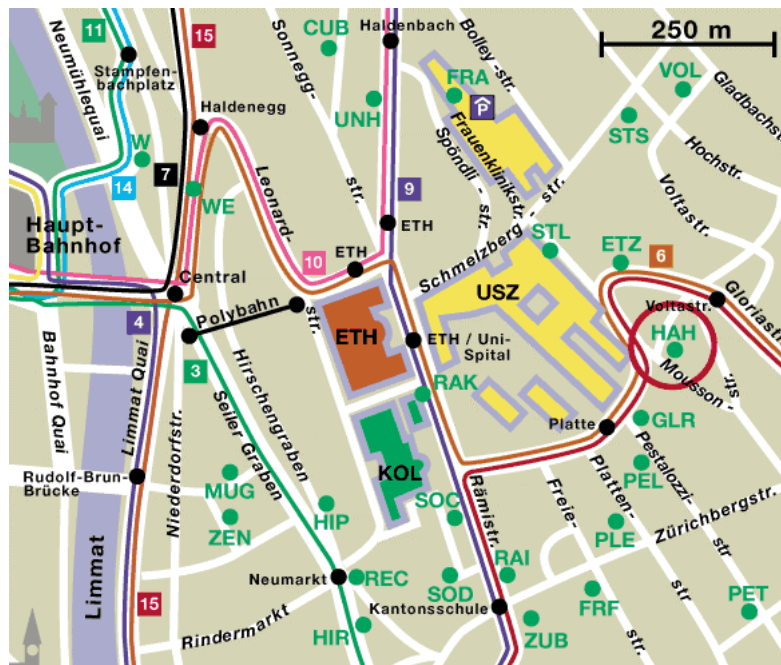 11
15
CUB
Haldenbach
250 m
Neumühlequai
Stampfen-
bachplatz
Sonnegg-
str.
Bolley-str.
FRA
P
VOL
Gladbachstr.
UNH
STS
Haldenegg
W
7
14
WE
Leonard-
str.
Frauenklinikstr.
Spöndli-
str.
Hochstr.
Voltastr.
9
ETH
Haupt-
Bahnhof
10
ETH
Schmelzberg-str.
STL
ETZ
6
Central
USZ
Voltastr.
Gloriastr.
4
Polybahn
ETH
ETH / Uni-
Spital
HAH
Mousson-
str.
Bahnhof Quai
Limmat Quai
3
Hirschengraben
RAK
Seiler Graben
Niederdorfstr.
Platte
GLR
KOL
Rudolf-Brun-
Brücke
MUG
ZEN
HIP
SOC
Rämistr.
Freie-
str.
Platten-
str
PEL
Pestalozzi-
str
PLE
Zürichbergstr.
Limmat
15
Neumarkt
REC
SOD
RAI
Kantonsschule
FRF
PET
Rindermarkt
HIR
ZUB